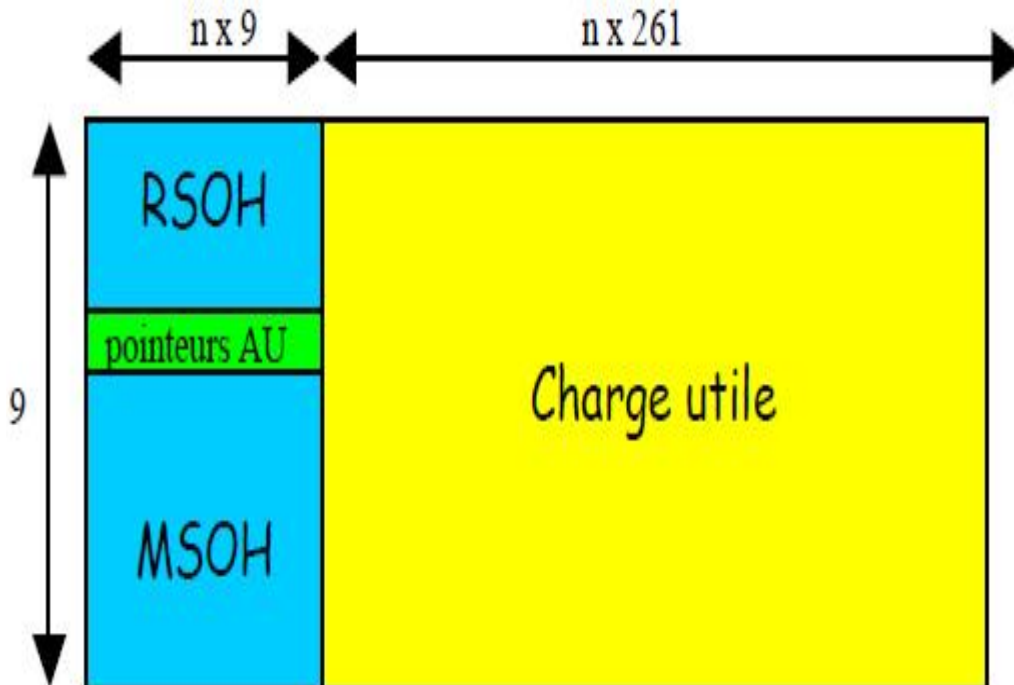 n x 9
n x 261
RSOH
pointeurs AU
9
Charge utile
MSOH